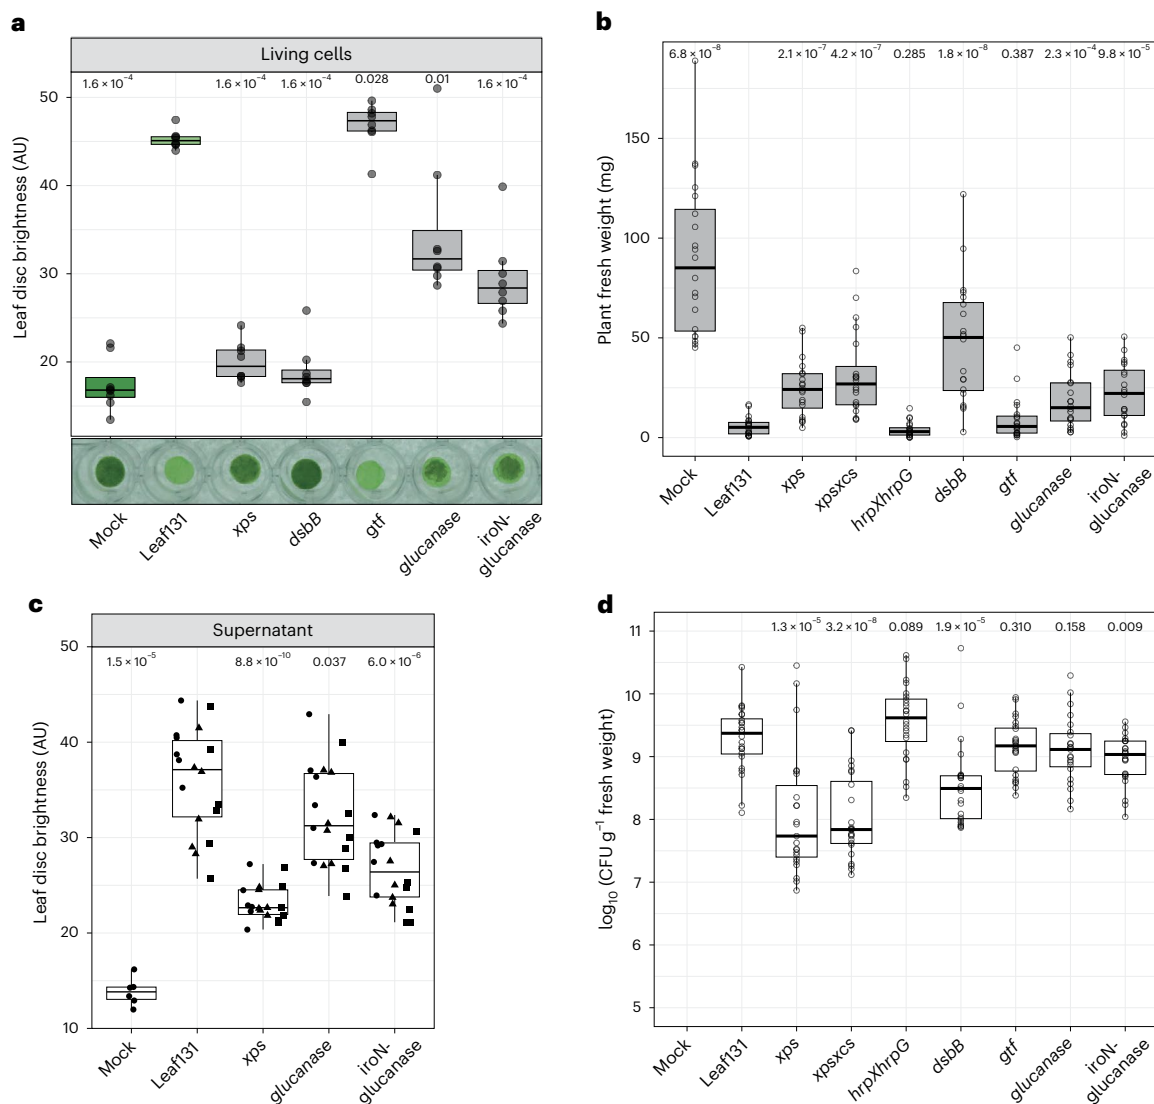 a
Living cells
1.6 × 10⁻⁴
1.6 × 10⁻⁴
1.6 × 10⁻⁴
0.028
0.01
1.6 × 10⁻⁴
50
40
30
20
Leaf disc brightness (AU)
Mock
Leaf131
xps
dsbB
gtf
glucanase
iroN-
glucanase
b
6.8 × 10⁻⁸
2.1 × 10⁻⁷
4.2 × 10⁻⁷
0.285
1.8 × 10⁻⁸
0.387
2.3 × 10⁻⁴
9.8 × 10⁻⁵
150
100
50
0
Plant fresh weight (mg)
Mock
Leaf131
xps
xpsxcs
hrpXhrpG
dsbB
gtf
glucanase
iroN-
glucanase
c
Supernatant
1.5 × 10⁻⁵
8.8 × 10⁻¹⁰
0.037
6.0 × 10⁻⁶
50
40
30
20
10
Leaf disc brightness (AU)
Mock
Leaf131
xps
glucanase
iroN-
glucanase
d
1.3 × 10⁻⁵
3.2 × 10⁻⁸
0.089
1.9 × 10⁻⁵
0.310
0.158
0.009
11
10
9
8
7
6
5
log₁₀ (CFU g⁻¹ fresh weight)
Mock
Leaf131
xps
xpsxcs
hrpXhrpG
dsbB
gtf
glucanase
iroN-
glucanase